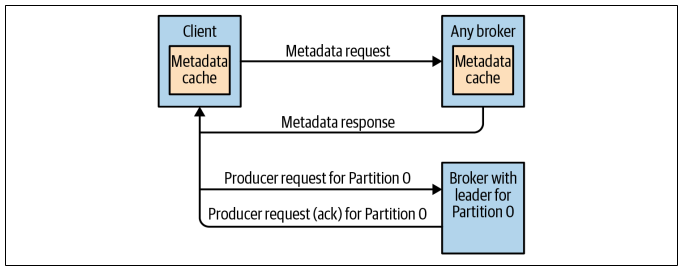 Client
Metadata
cache
Metadata request
Any broker
Metadata
cache
Metadata response
Producer request for Partition 0
Broker with
leader for
Partition 0
Producer request (ack) for Partition 0